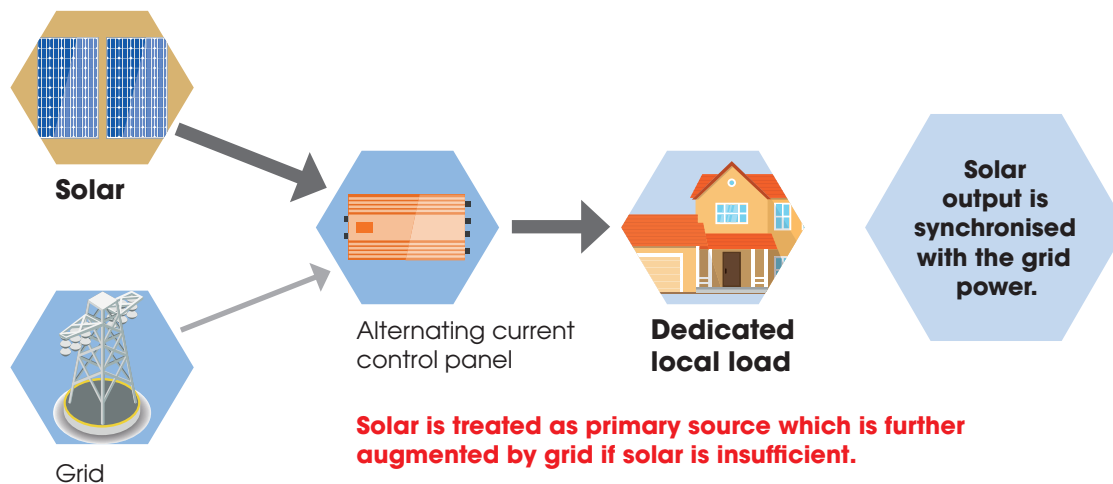 Solar
Grid
Alternating current
control panel
Dedicated
local load
Solar
output is
synchronised
with the grid
power.
Solar is treated as primary source which is further
augmented by grid if solar is insufficient.